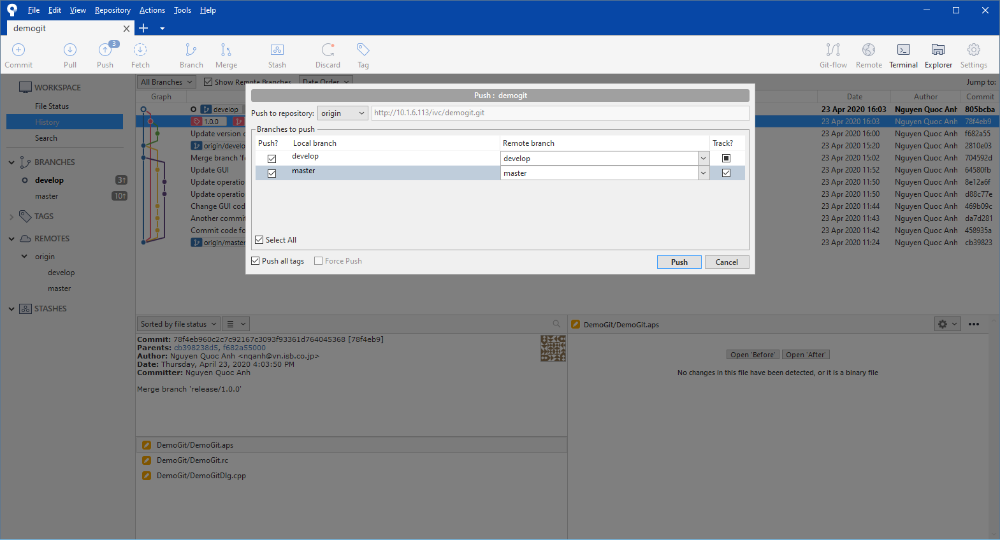 File Edit View Repository Actions Tools Help
demogit
3
Commit Pull Push Fetch Branch Merge Stash Discard Tag Git-flow Remote Terminal Explorer Settings
WORKSPACE
File Status
History
Search
BRANCHES
develop 3↑
master 10↑
TAGS
REMOTES
origin
develop
master
STASHES
All Branches Show Remote Branches Date Order Jump to:
Graph Date Author Commit
develop 23 Apr 2020 16:03 Nguyen Quoc Anh 805bcba
1.0.0 23 Apr 2020 16:03 Nguyen Quoc Anh 78f4eb9
Update version 23 Apr 2020 16:00 Nguyen Quoc Anh f682a55
origin/develo 23 Apr 2020 15:20 Nguyen Quoc Anh 2810e03
Merge branch 'f 23 Apr 2020 15:02 Nguyen Quoc Anh 704592d
Update GUI 23 Apr 2020 11:52 Nguyen Quoc Anh 64580fb
Update operatio 23 Apr 2020 11:50 Nguyen Quoc Anh 8e12a6f
Update operatio 23 Apr 2020 11:50 Nguyen Quoc Anh d88c77e
Change GUI cod 23 Apr 2020 11:44 Nguyen Quoc Anh 469b09c
Another commit 23 Apr 2020 11:43 Nguyen Quoc Anh da7d281
Commit code fo 23 Apr 2020 11:42 Nguyen Quoc Anh 458935a
origin/master 23 Apr 2020 11:24 Nguyen Quoc Anh cb39823
Push : demogit
Push to repository: origin http://10.1.6.113/ivc/demogit.git
Branches to push
Push? Local branch Remote branch Track?
develop develop
master master
Select All
Push all tags Force Push Push Cancel
Sorted by file status
Commit: 78f4eb960c2c7c92167c3093f93361d764045368 [78f4eb9]
Parents: cb398238d5, f682a55000
Author: Nguyen Quoc Anh <nqanh@vn.isb.co.jp>
Date: Thursday, April 23, 2020 4:03:50 PM
Committer: Nguyen Quoc Anh
Merge branch 'release/1.0.0'
DemoGit/DemoGit.aps
DemoGit/DemoGit.rc
DemoGit/DemoGitDlg.cpp
DemoGit/DemoGit.aps
Open 'Before' Open 'After'
No changes in this file have been detected, or it is a binary file